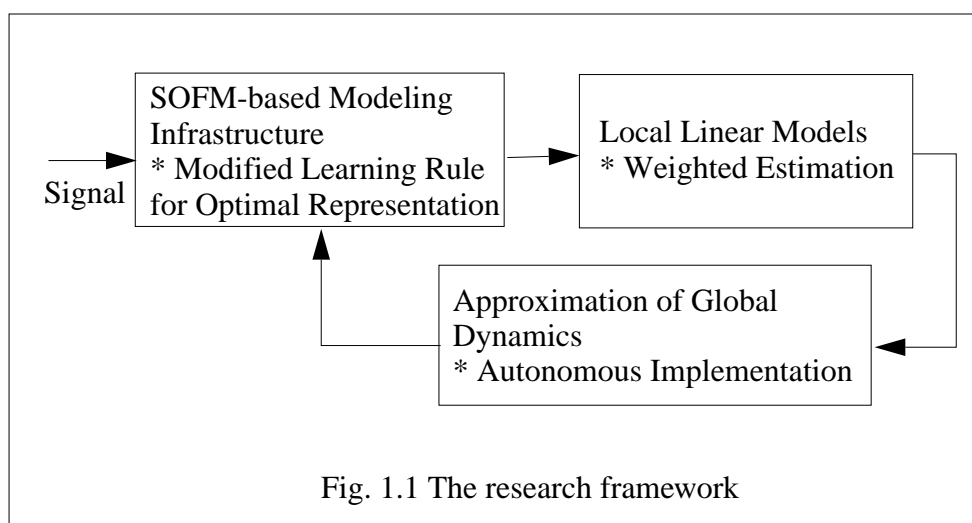 SOFM-based Modeling
Infrastructure
* Modified Learning Rule
for Optimal Representation
Signal
Local Linear Models
* Weighted Estimation
Approximation of Global
Dynamics
* Autonomous Implementation
Fig. 1.1 The research framework